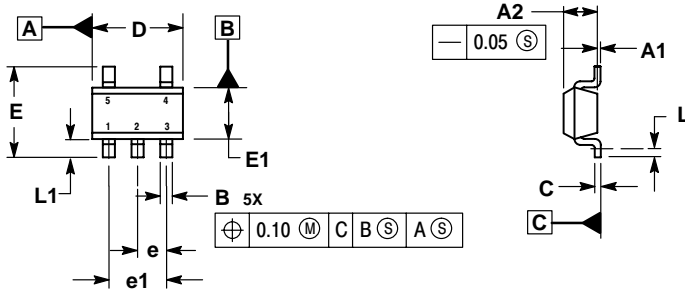 A2
A
D
B
— 0.05 Ⓢ
A1
E
5 4
1 2 3
L
E1
L1
B 5X
C
⌖ 0.10 Ⓜ C B Ⓢ A Ⓢ
C
e
e1